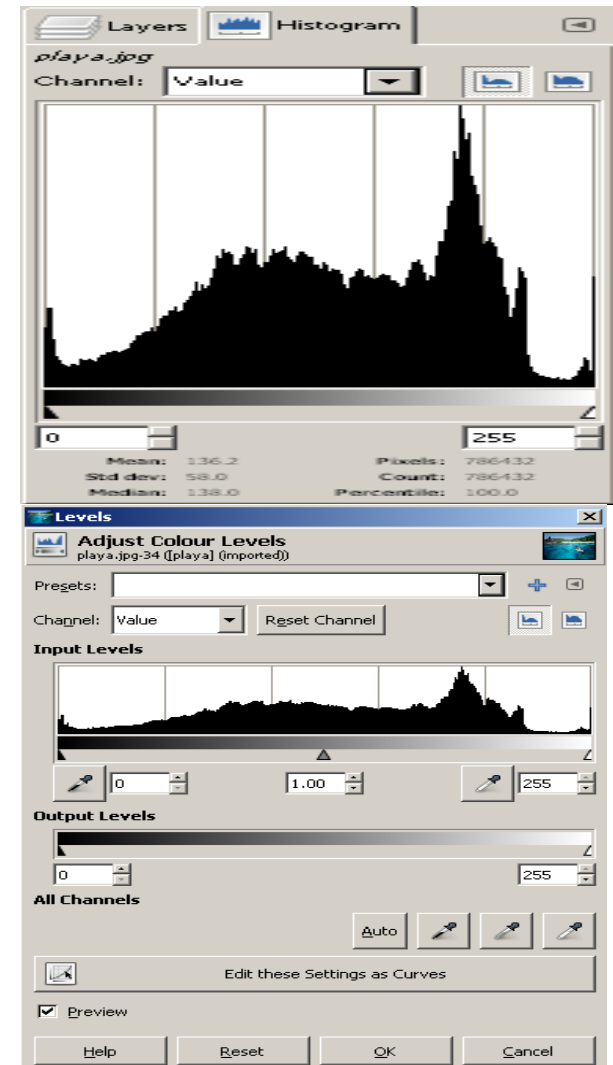 Layers Histogram
playa.jpg
Channel: Value
0 255
Mean: 136.2 Pixels: 786432
Std dev: 58.0 Count: 786432
Median: 138.0 Percentile: 100.0
Levels
Adjust Colour Levels
playa.jpg-34 ([playa] (imported))
Presets:
Channel: Value Reset Channel
Input Levels
0 1.00 255
Output Levels
0 255
All Channels
Auto
Edit these Settings as Curves
Preview
Help Reset OK Cancel